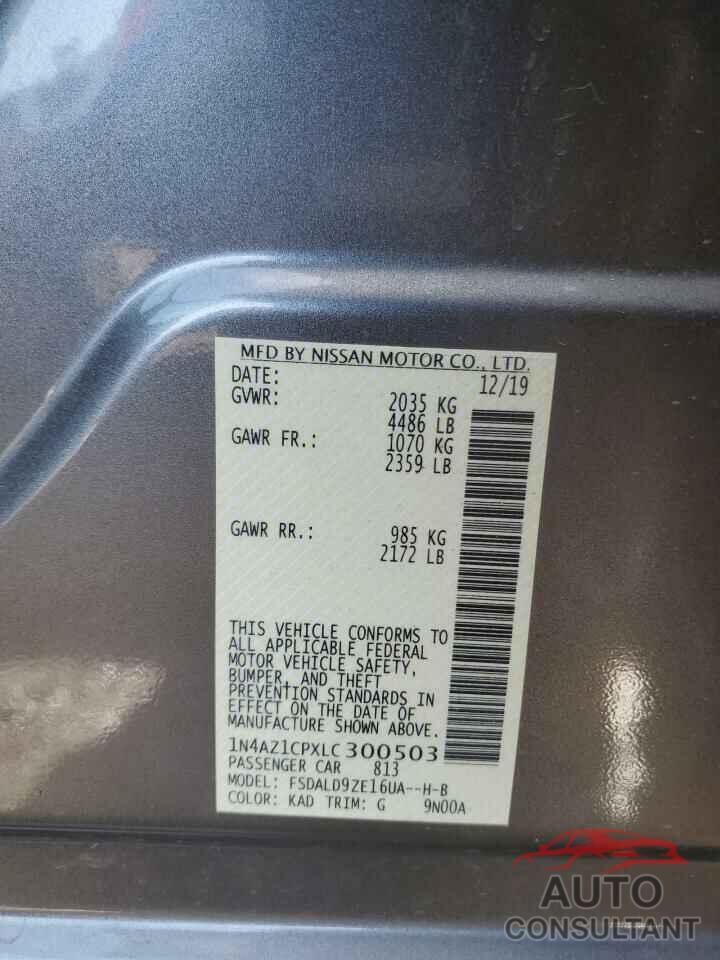 MFD BY NISSAN MOTOR CO., LTD.
DATE: 12/19
GVWR: 2035 KG
4486 LB
GAWR FR.: 1070 KG
2359 LB
GAWR RR.: 985 KG
2172 LB
THIS VEHICLE CONFORMS TO
ALL APPLICABLE FEDERAL
MOTOR VEHICLE SAFETY,
BUMPER, AND THEFT
PREVENTION STANDARDS IN
EFFECT ON THE DATE OF
MANUFACTURE SHOWN ABOVE.
1N4AZ1CPXLC300503
PASSENGER CAR 813
MODEL: FSDALD9ZE16UA--H-B
COLOR: KAD TRIM: G 9N00A
AUTO
CONSULTANT